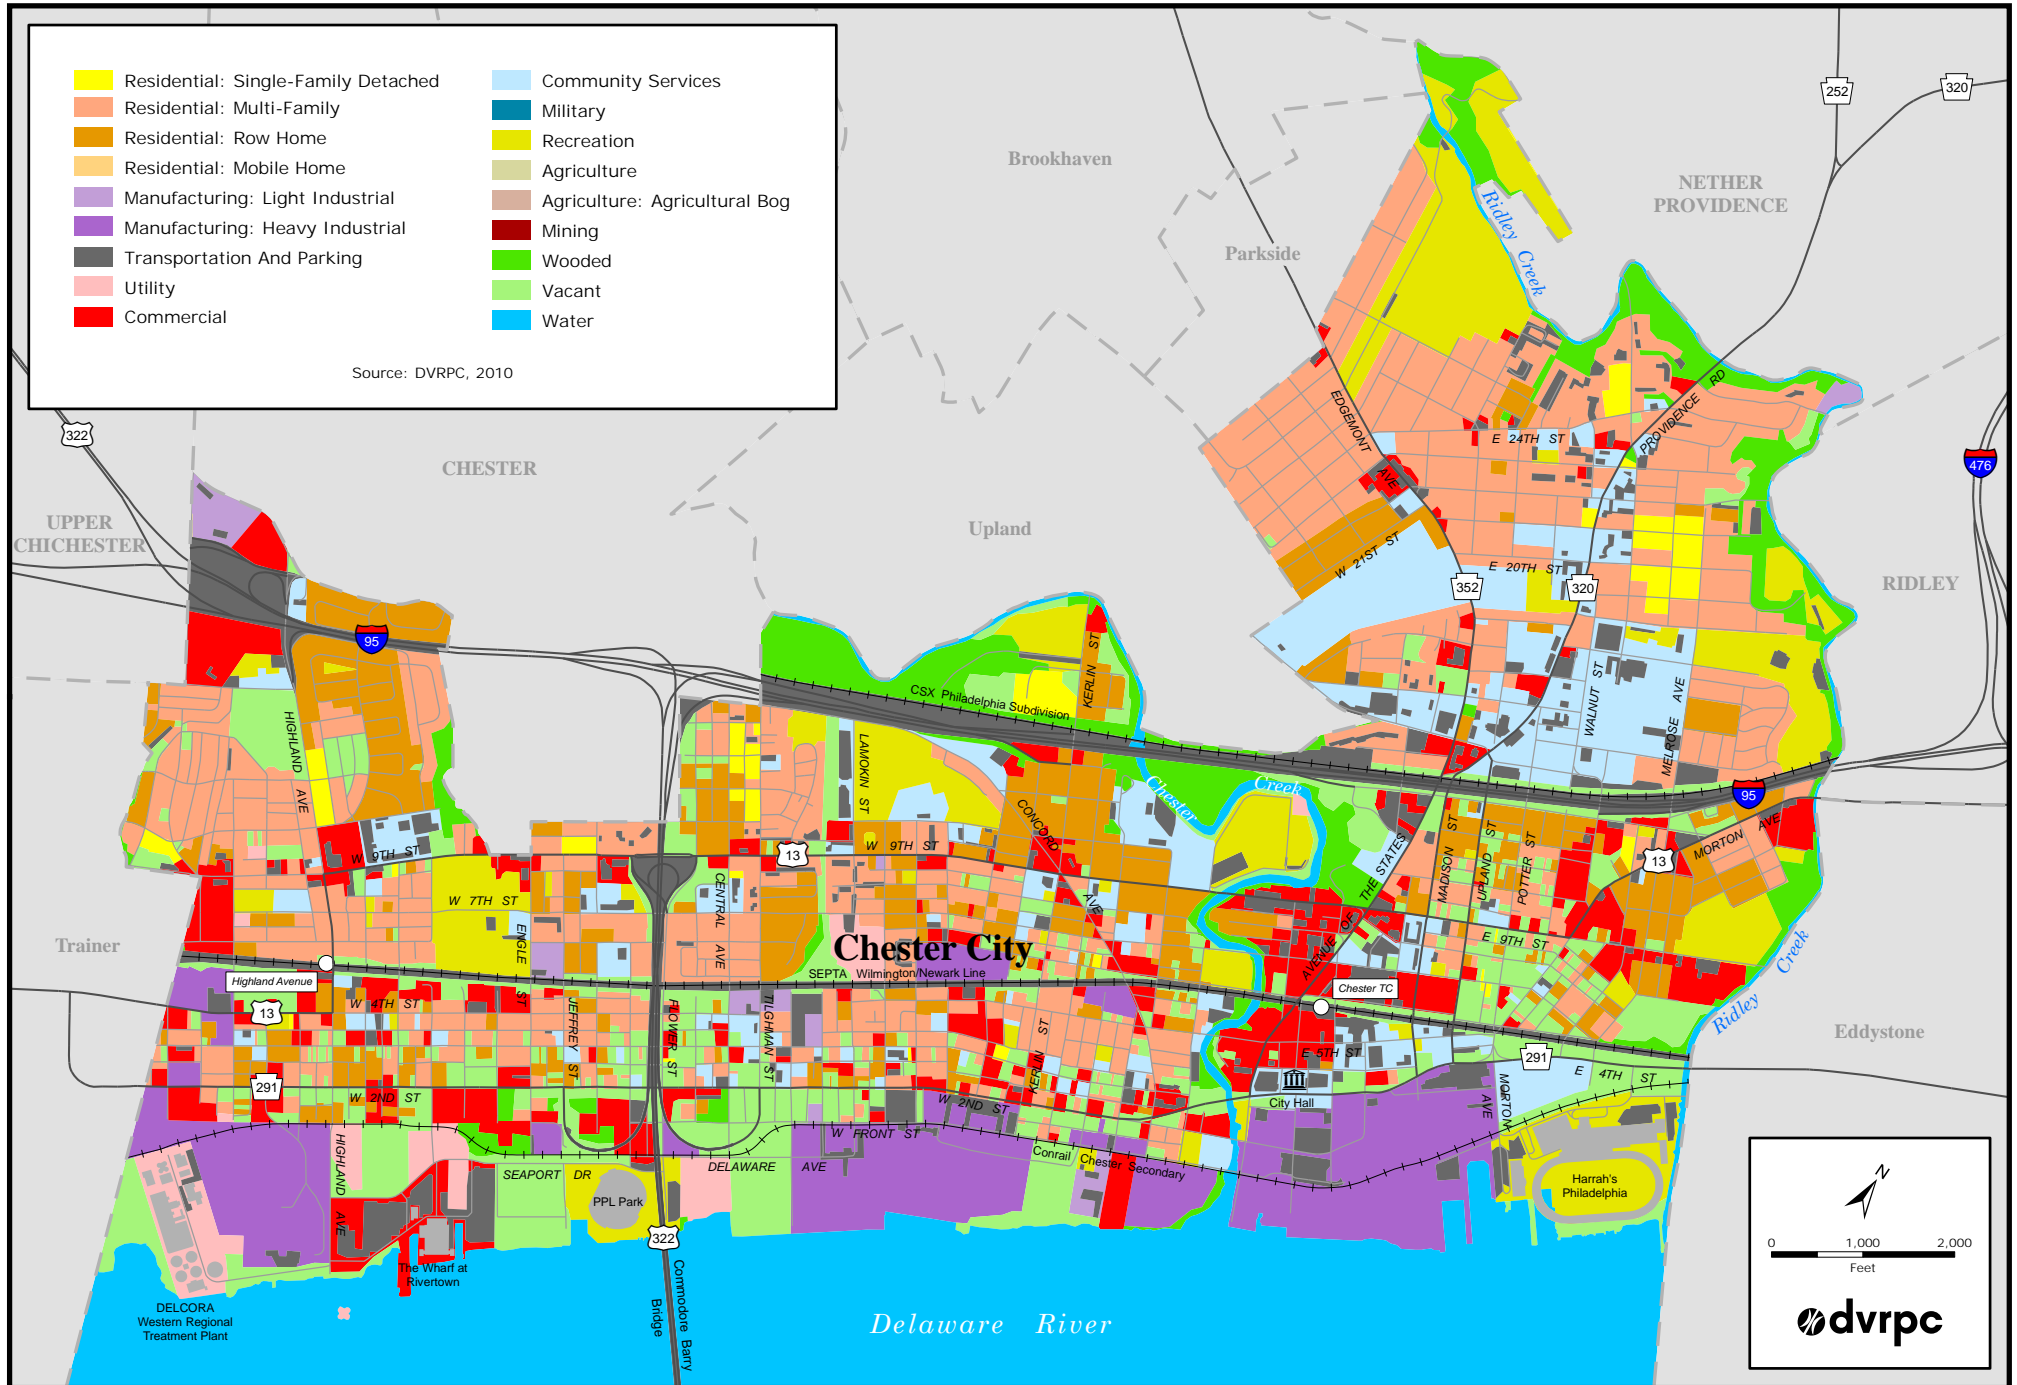 Residential: Single-Family Detached
Residential: Multi-Family
Residential: Row Home
Residential: Mobile Home
Manufacturing: Light Industrial
Manufacturing: Heavy Industrial
Transportation And Parking
Utility
Commercial
Community Services
Military
Recreation
Agriculture
Agriculture: Agricultural Bog
Mining
Wooded
Vacant
Water
Source: DVRPC, 2010
252
320
Brookhaven
NETHER
PROVIDENCE
Ridley Creek
Parkside
EDGEMONT AVE
PROVIDENCE RD
E 24TH ST
322
CHESTER
476
UPPER
CHICHESTER
Upland
W 21ST ST
E 20TH ST
352
320
RIDLEY
95
KERLIN ST
CSX Philadelphia Subdivision
WALNUT ST
MELROSE AVE
HIGHLAND AVE
LAMOKIN ST
Chester Creek
95
CONCORD AVE
AVENUE OF THE STATES
MADISON ST
UPLAND ST
POTTER ST
MORTON AVE
13
W 9TH ST
13
W 9TH ST
W 7TH ST
CENTRAL AVE
ENGLE ST
E 9TH ST
Trainer
Chester City
SEPTA Wilmington/Newark Line
Highland Avenue
Chester TC
Ridley Creek
13
W 4TH ST
JEFFREY ST
FLOWER ST
TILGHMAN ST
KERLIN ST
E 5TH ST
291
E 4TH ST
Eddystone
291
W 2ND ST
W 2ND ST
City Hall
MORTON AVE
W FRONT ST
Conrail Chester Secondary
HIGHLAND AVE
SEAPORT DR
DELAWARE AVE
PPL Park
Harrah's
Philadelphia
322
Commodore Barry
Bridge
The Wharf at
Rivertown
DELCORA
Western Regional
Treatment Plant
Delaware River
N
0 1,000 2,000
Feet
dvrpc